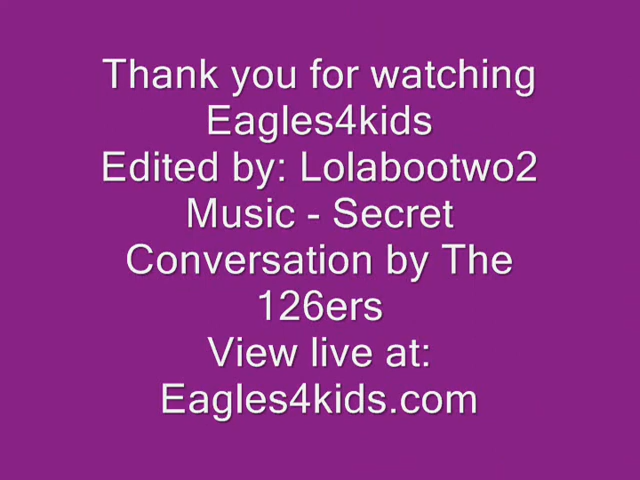 Thank you for watching
Eagles4kids
Edited by: Lolabootwo2
Music - Secret
Conversation by The
126ers
View live at:
Eagles4kids.com